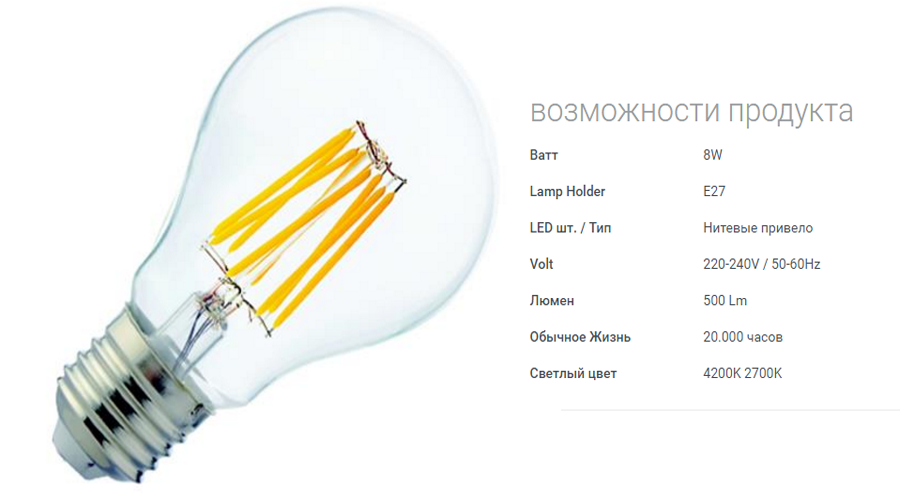 возможности продукта
Ватт 8W
Lamp Holder E27
LED шт. / Тип Нитевые привело
Volt 220-240V / 50-60Hz
Люмен 500 Lm
Обычное Жизнь 20.000 часов
Светлый цвет 4200K 2700K